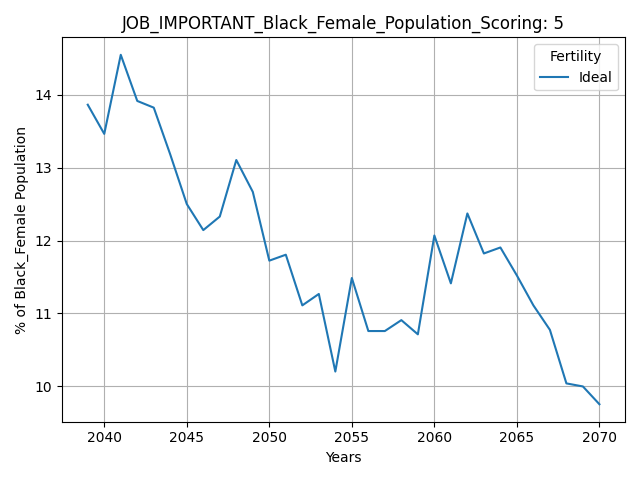 JOB_IMPORTANT_Black_Female_Population_Scoring: 5
Fertility
Ideal
% of Black_Female Population
14
13
12
11
10
2040 2045 2050 2055 2060 2065 2070
Years